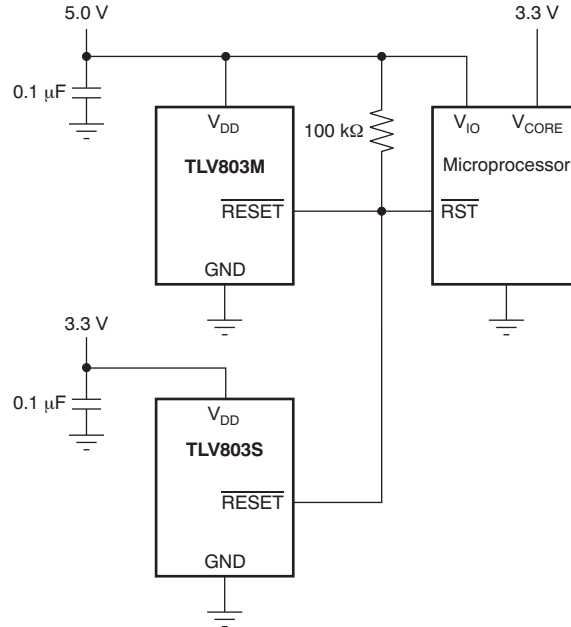 5.0 V
3.3 V
0.1 μF
V_DD
TLV803M
RESET
GND
100 kΩ
V_IO
V_CORE
Microprocessor
RST
3.3 V
0.1 μF
V_DD
TLV803S
RESET
GND